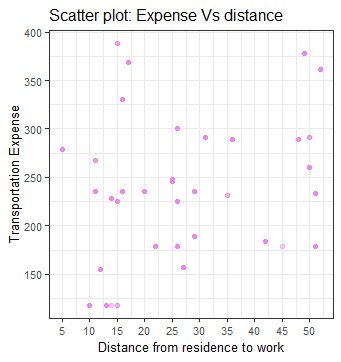 Scatter plot: Expense Vs distance
400
350
300
250
200
150
Transportation Expense
5 10 15 20 25 30 35 40 45 50
Distance from residence to work